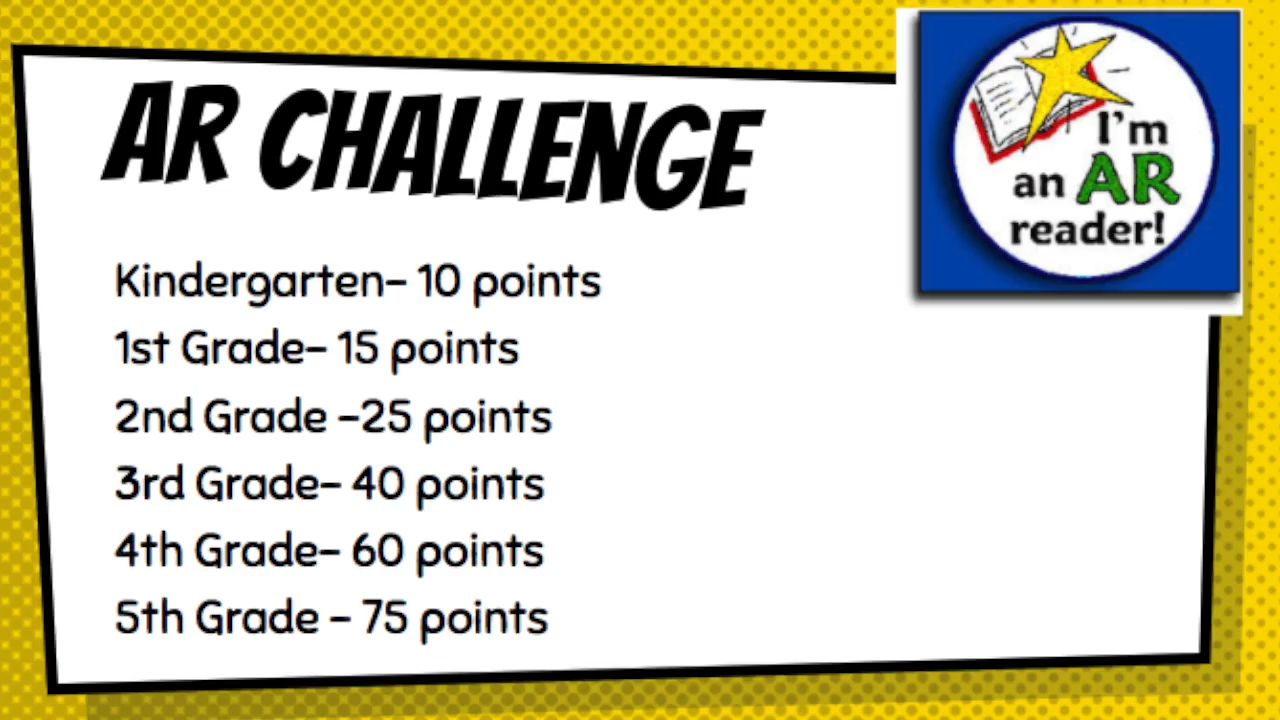 AR CHALLENGE
I'm
an AR
reader!
Kindergarten- 10 points
1st Grade- 15 points
2nd Grade -25 points
3rd Grade- 40 points
4th Grade- 60 points
5th Grade - 75 points